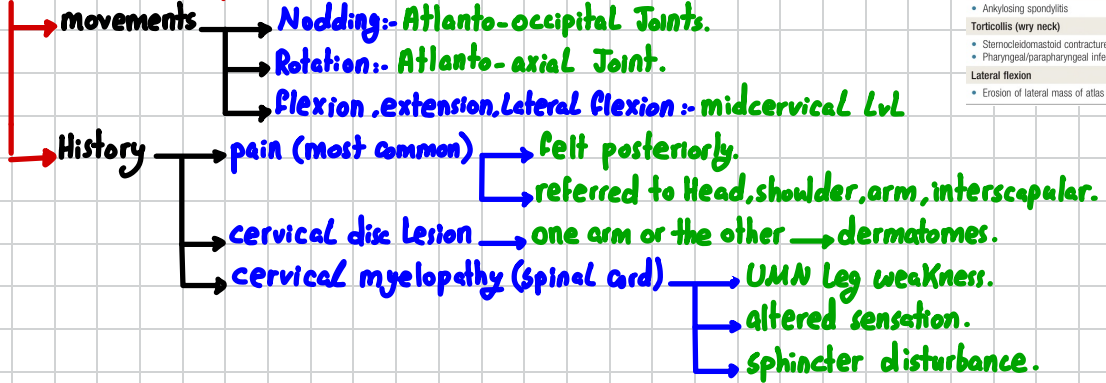 movements
Nodding:- Atlanto-occipital Joints.
Rotation:- Atlanto-axial Joint.
flexion, extension, Lateral flexion :- midcervical LvL
History
pain (most common)
felt posteriorly.
referred to Head, shoulder, arm, interscapular.
cervical disc Lesion one arm or the other dermatomes.
cervical myelopathy (spinal cord)
UMN Leg weakness.
altered sensation.
sphincter disturbance.
• Ankylosing spondylitis
Torticollis (wry neck)
• Sternocleidomastoid contracture
• Pharyngeal/parapharyngeal infe
Lateral flexion
• Erosion of lateral mass of atlas